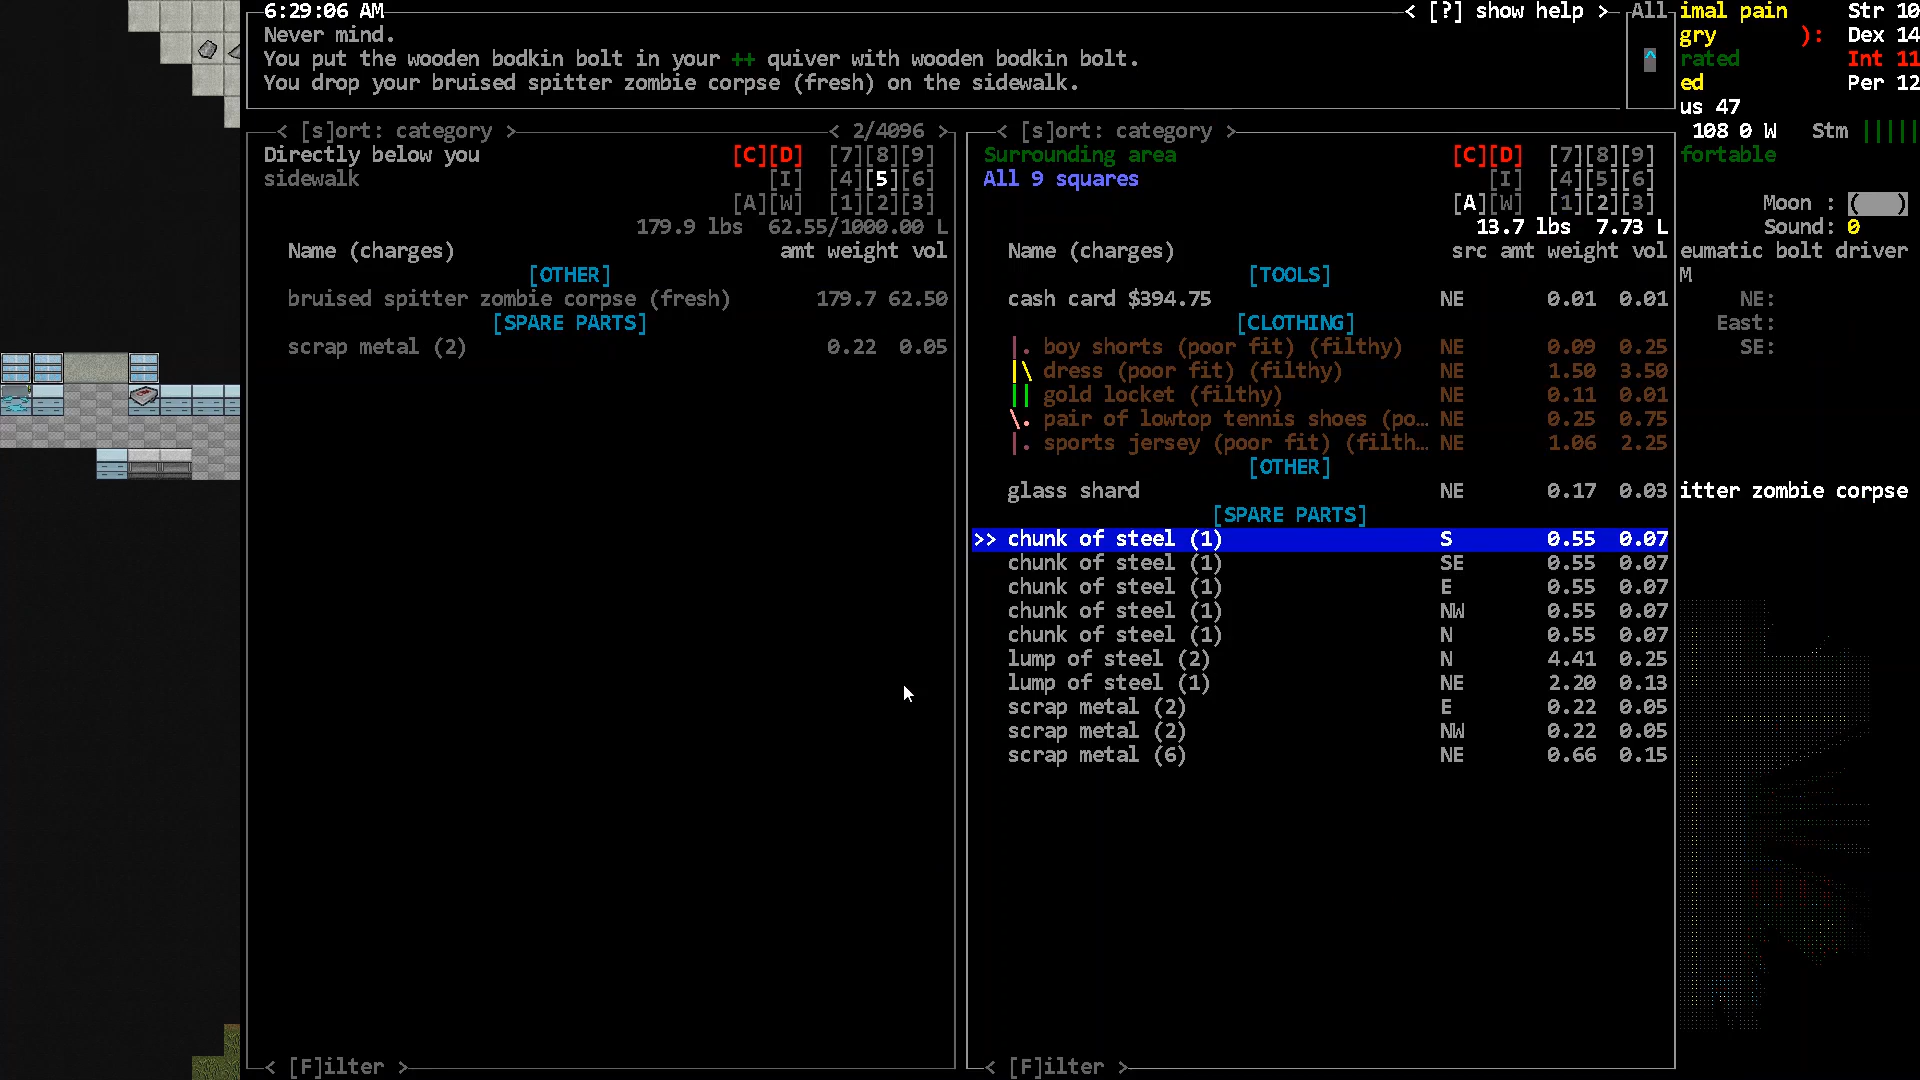 6:29:06 AM
< [?] show help >
Never mind.
You put the wooden bodkin bolt in your ++ quiver with wooden bodkin bolt.
You drop your bruised spitter zombie corpse (fresh) on the sidewalk.
All
^
imal pain Str 10
gry ): Dex 14
rated Int 11
ed Per 12
us 47
108 0 W Stm |||||
fortable
Moon : ( )
Sound: 0
eumatic bolt driver
M
NE:
East:
SE:
itter zombie corpse
< [s]ort: category > < 2/4096 >
Directly below you [C][D] [7][8][9]
sidewalk [I] [4][5][6]
[A][W] [1][2][3]
179.9 lbs 62.55/1000.00 L
Name (charges) amt weight vol
[OTHER]
bruised spitter zombie corpse (fresh) 179.7 62.50
[SPARE PARTS]
scrap metal (2) 0.22 0.05
< [F]ilter >
< [s]ort: category >
Surrounding area [C][D] [7][8][9]
All 9 squares [I] [4][5][6]
[A][W] [1][2][3]
13.7 lbs 7.73 L
Name (charges) src amt weight vol
[TOOLS]
cash card $394.75 NE 0.01 0.01
[CLOTHING]
|. boy shorts (poor fit) (filthy) NE 0.09 0.25
|\ dress (poor fit) (filthy) NE 1.50 3.50
|| gold locket (filthy) NE 0.11 0.01
\. pair of lowtop tennis shoes (po… NE 0.25 0.75
|. sports jersey (poor fit) (filth… NE 1.06 2.25
[OTHER]
glass shard NE 0.17 0.03
[SPARE PARTS]
>> chunk of steel (1) S 0.55 0.07
chunk of steel (1) SE 0.55 0.07
chunk of steel (1) E 0.55 0.07
chunk of steel (1) NW 0.55 0.07
chunk of steel (1) N 0.55 0.07
lump of steel (2) N 4.41 0.25
lump of steel (1) NE 2.20 0.13
scrap metal (2) E 0.22 0.05
scrap metal (2) NW 0.22 0.05
scrap metal (6) NE 0.66 0.15
< [F]ilter >